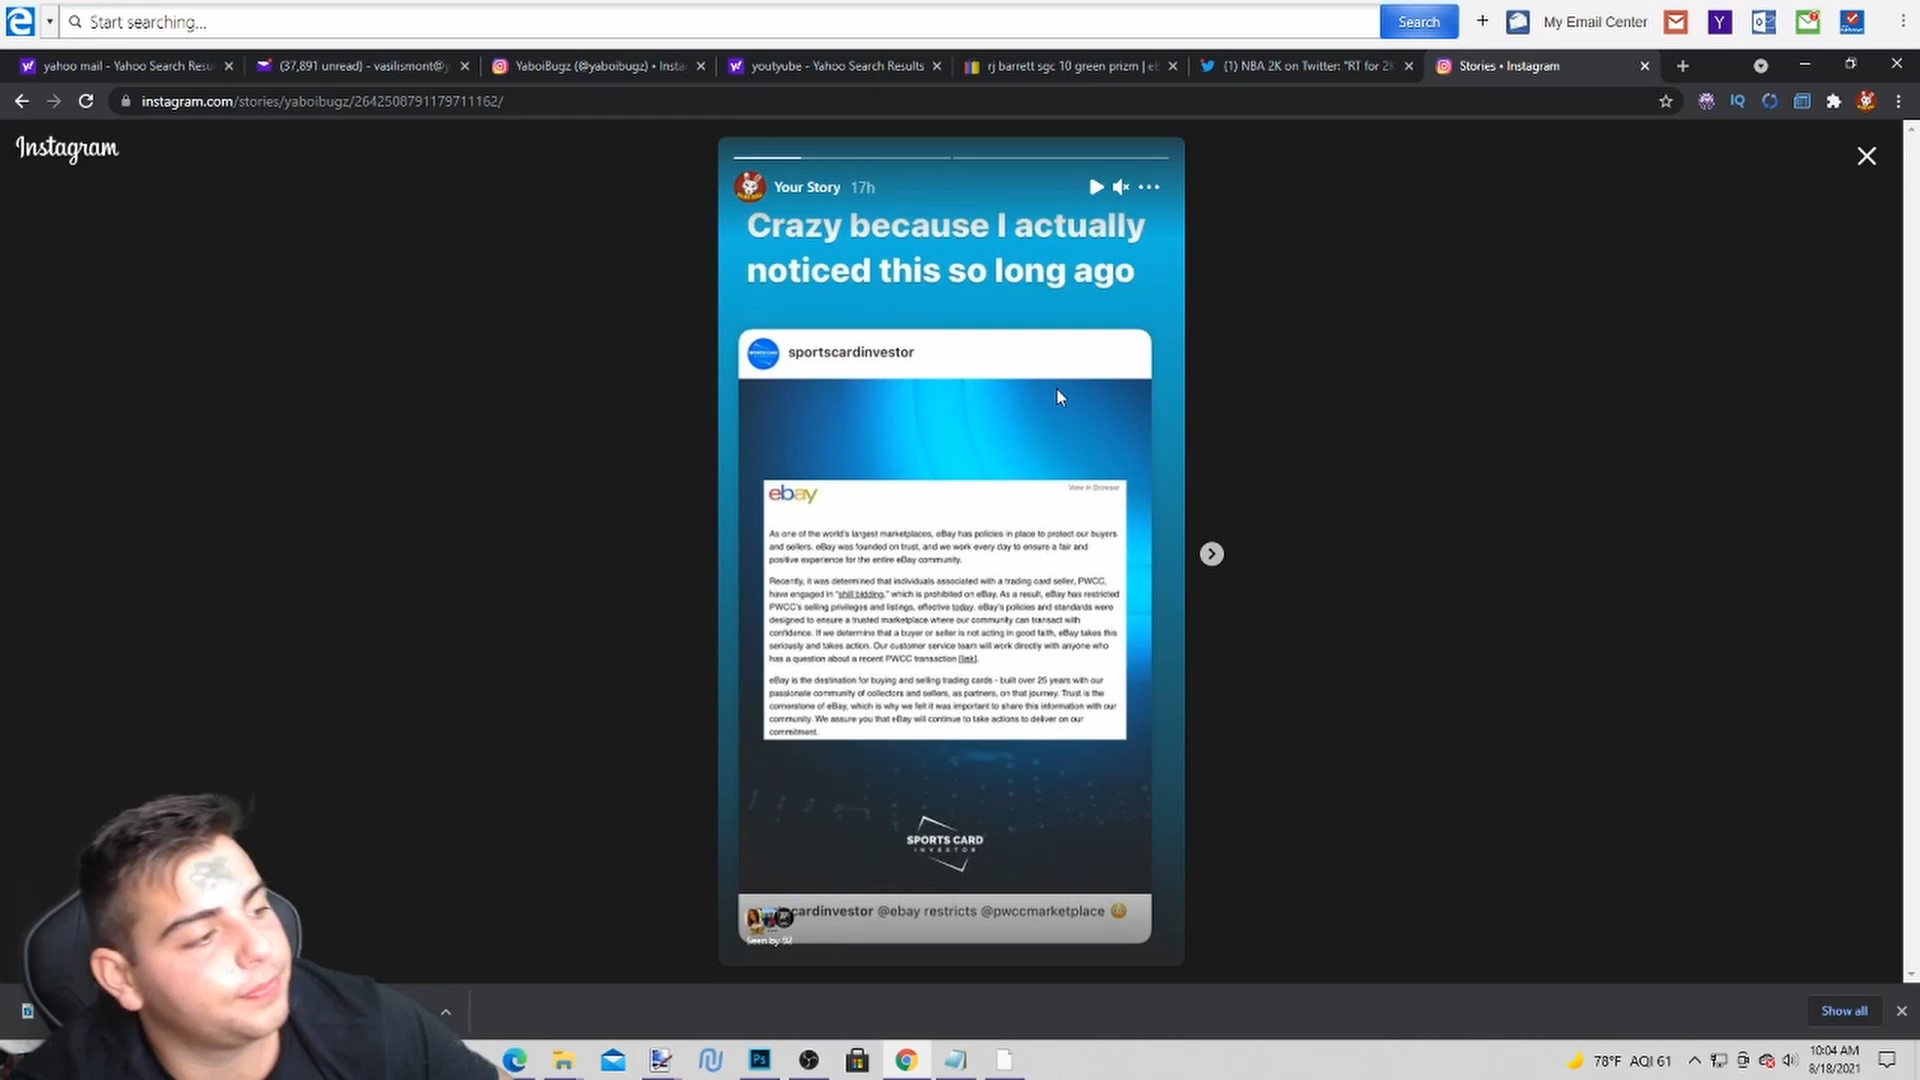 Start searching...
Search
My Email Center
yahoo mail - Yahoo Search Resu
(37,891 unread) - vasilismont@y
YaboiBugz (@yaboibugz) • Insta
youtyube - Yahoo Search Results
rj barrett sgc 10 green prizm | e
(1) NBA 2K on Twitter: "RT for 2K
Stories • Instagram
instagram.com/stories/yaboibugz/2642508791179711162/
Instagram
Your Story 17h
Crazy because I actually
noticed this so long ago
sportscardinvestor
ebay
View in Browser
As one of the world's largest marketplaces, eBay has policies in place to protect our buyers
and sellers. eBay was founded on trust, and we work every day to ensure a fair and
positive experience for the entire eBay community.
Recently, it was determined that individuals associated with a trading card seller, PWCC,
have engaged in "shill bidding," which is prohibited on eBay. As a result, eBay has restricted
PWCC's selling privileges and listings, effective today. eBay's policies and standards were
designed to ensure a trusted marketplace where our community can transact with
confidence. If we determine that a buyer or seller is not acting in good faith, eBay takes this
seriously and takes action. Our customer service team will work directly with anyone who
has a question about a recent PWCC transaction [link].
eBay is the destination for buying and selling trading cards - built over 25 years with our
passionate community of collectors and sellers, as partners, on that journey. Trust is the
cornerstone of eBay, which is why we felt it was important to share this information with our
community. We assure you that eBay will continue to take actions to deliver on our
commitment.
SPORTS CARD
INVESTOR
cardinvestor @ebay restricts @pwccmarketplace
Seen by 92
Show all
78°F AQI 61
10:04 AM
8/18/2021